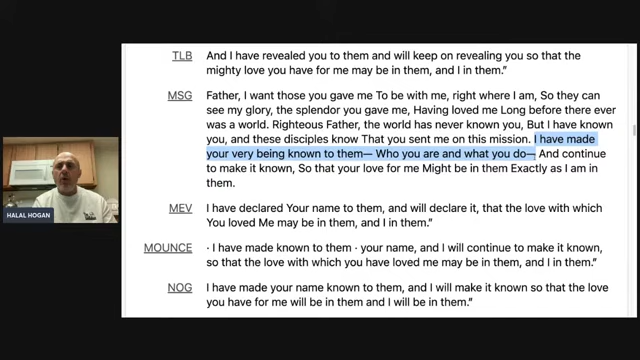 TLB And I have revealed you to them and will keep on revealing you so that the
mighty love you have for me may be in them, and I in them.”
MSG Father, I want those you gave me To be with me, right where I am, So they can
see my glory, the splendor you gave me, Having loved me Long before there ever
was a world. Righteous Father, the world has never known you, But I have known
you, and these disciples know That you sent me on this mission. I have made
your very being known to them— Who you are and what you do— And continue
to make it known, So that your love for me Might be in them Exactly as I am in
them.
MEV I have declared Your name to them, and will declare it, that the love with which
You loved Me may be in them, and I in them.”
MOUNCE · I have made known to them · your name, and I will continue to make it known,
so that the love with which you have loved me may be in them, and I in them.”
NOG I have made your name known to them, and I will make it known so that the love
you have for me will be in them and I will be in them.”
HALAL HOGAN